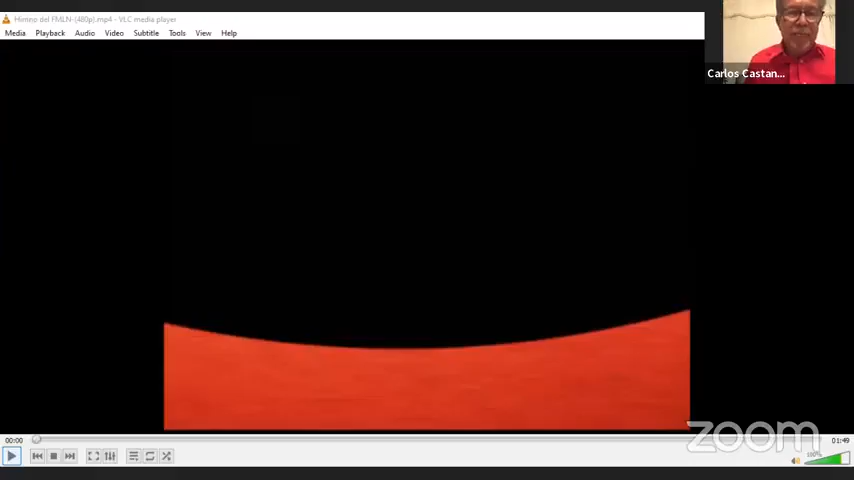 Himno del FMLN-(480p).mp4 - VLC media player
Media Playback Audio Video Subtitle Tools View Help
Carlos Castan...
zoom
00:00
01:49
100%